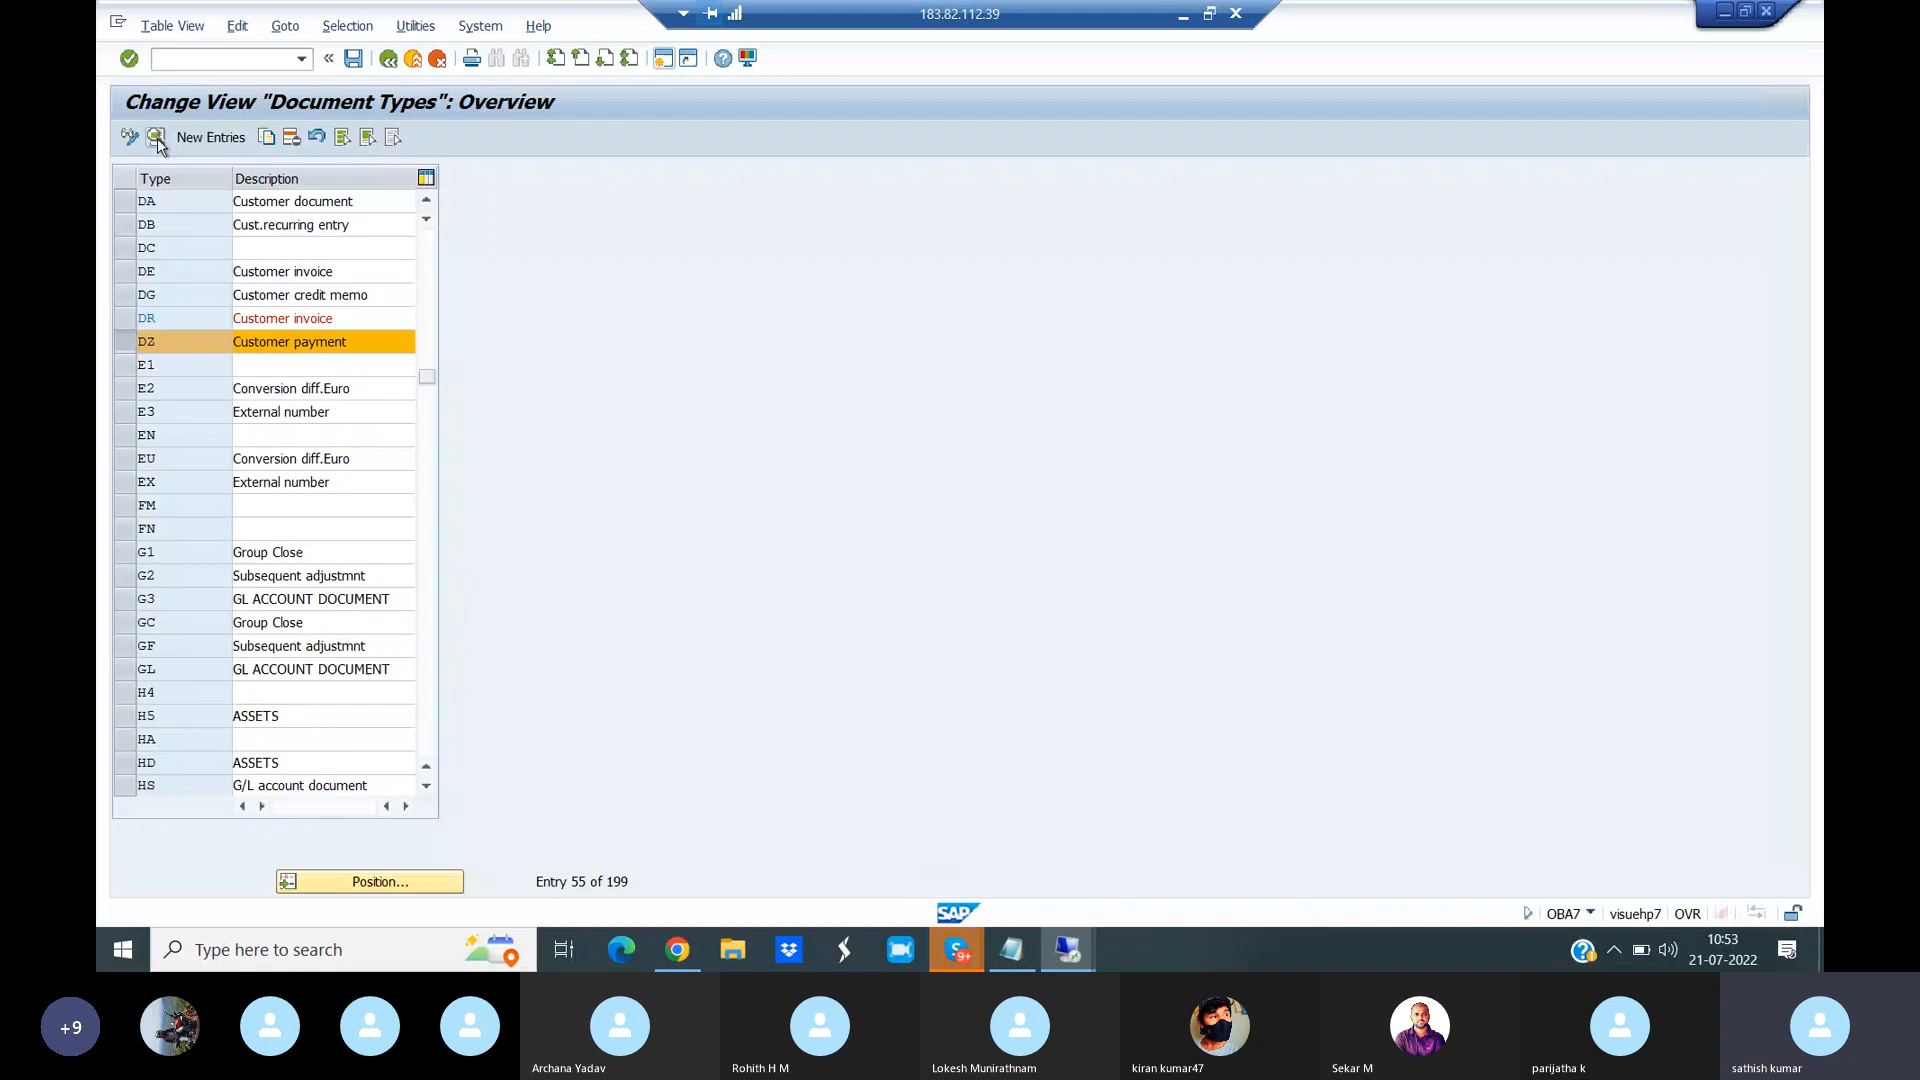 183.82.112.39
Table View Edit Goto Selection Utilities System Help
Change View "Document Types": Overview
New Entries
Type Description
DA Customer document
DB Cust.recurring entry
DC
DE Customer invoice
DG Customer credit memo
DR Customer invoice
DZ Customer payment
E1
E2 Conversion diff.Euro
E3 External number
EN
EU Conversion diff.Euro
EX External number
FM
FN
G1 Group Close
G2 Subsequent adjustmnt
G3 GL ACCOUNT DOCUMENT
GC Group Close
GF Subsequent adjustmnt
GL GL ACCOUNT DOCUMENT
H4
H5 ASSETS
HA
HD ASSETS
HS G/L account document
Position... Entry 55 of 199
SAP OBA7 visuehp7 OVR
Type here to search 9+ 10:53
21-07-2022
+9
Archana Yadav Rohith H M Lokesh Munirathnam kiran kumar47 Sekar M parijatha k sathish kumar